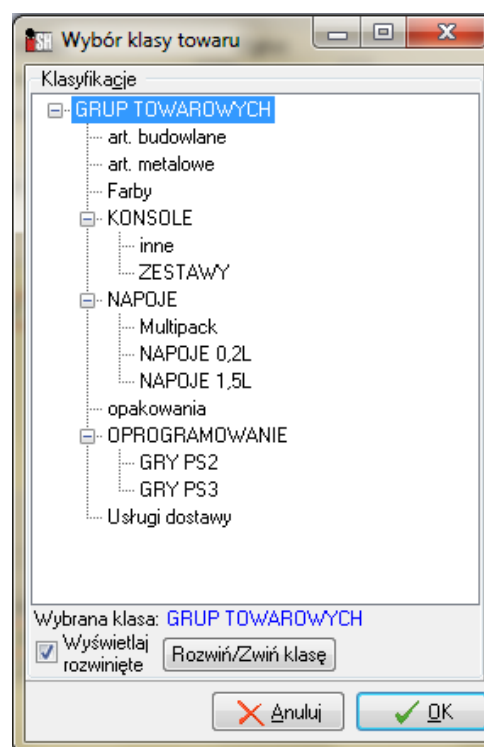 Wybór klasy towaru
Klasyfikacje
GRUP TOWAROWYCH
art. budowlane
art. metalowe
Farby
KONSOLE
inne
ZESTAWY
NAPOJE
Multipack
NAPOJE 0,2L
NAPOJE 1,5L
opakowania
OPROGRAMOWANIE
GRY PS2
GRY PS3
Usługi dostawy
Wybrana klasa: GRUP TOWAROWYCH
Wyświetlaj
rozwinięte
Rozwiń/Zwiń klasę
Anuluj
OK